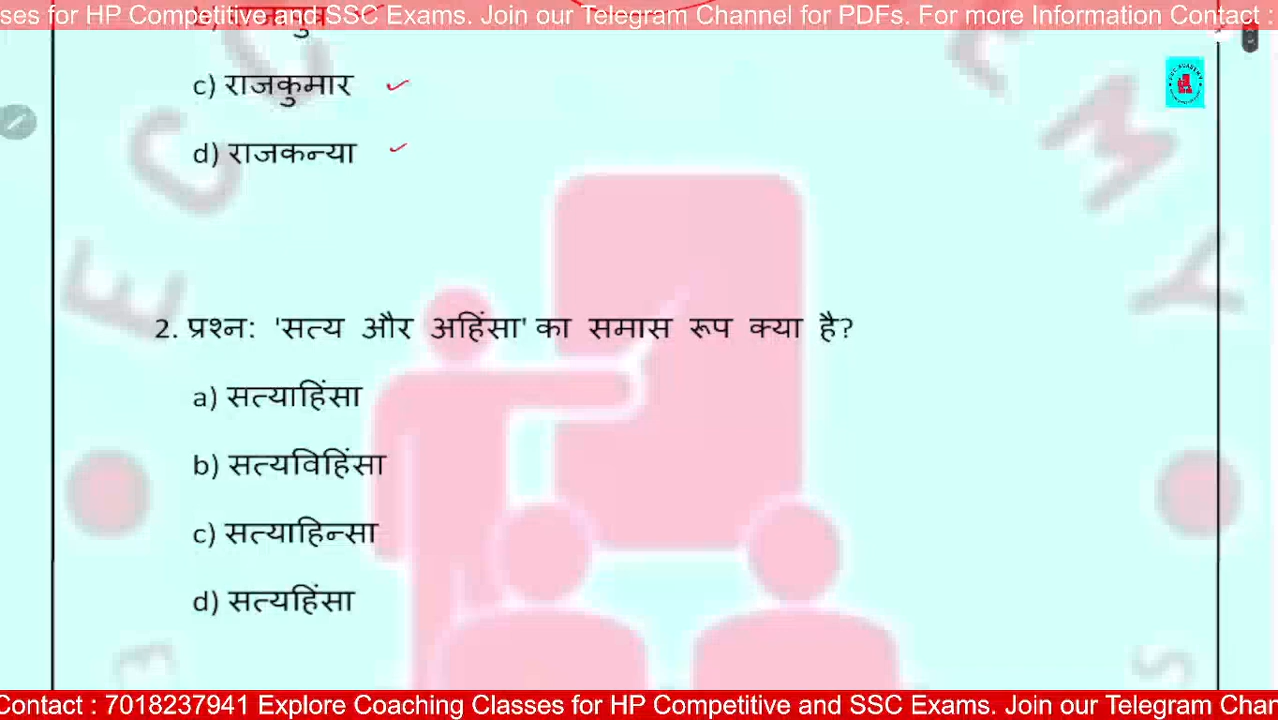 ses for HP Competitive and SSC Exams. Join our Telegram Channel for PDFs. For more Information Contact :
c) राजकुमार
d) राजकन्या
2. प्रश्न: 'सत्य और अहिंसा' का समास रूप क्या है?
a) सत्याहिंसा
b) सत्यविहिंसा
c) सत्याहिन्सा
d) सत्यहिंसा
Contact : 7018237941 Explore Coaching Classes for HP Competitive and SSC Exams. Join our Telegram Chan